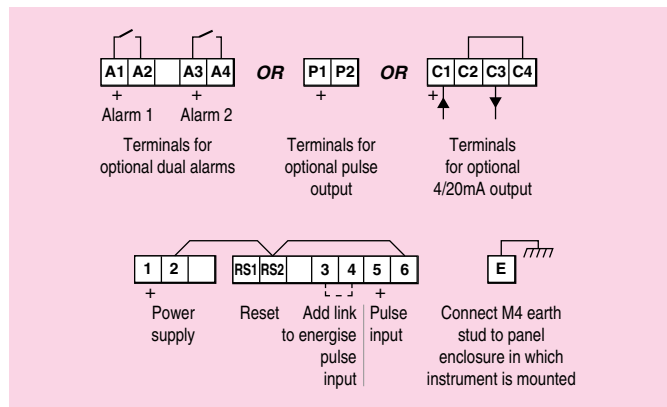 A1 A2 A3 A4 OR P1 P2 OR C1 C2 C3 C4
+ + + +
Alarm 1 Alarm 2
Terminals for
optional dual alarms
Terminals for
optional pulse
output
Terminals
for optional
4/20mA output
1 2 RS1 RS2 3 4 5 6 E
+ +
Power
supply
Reset
Add link
to energise
pulse
input
Pulse
input
Connect M4 earth
stud to panel
enclosure in which
instrument is mounted